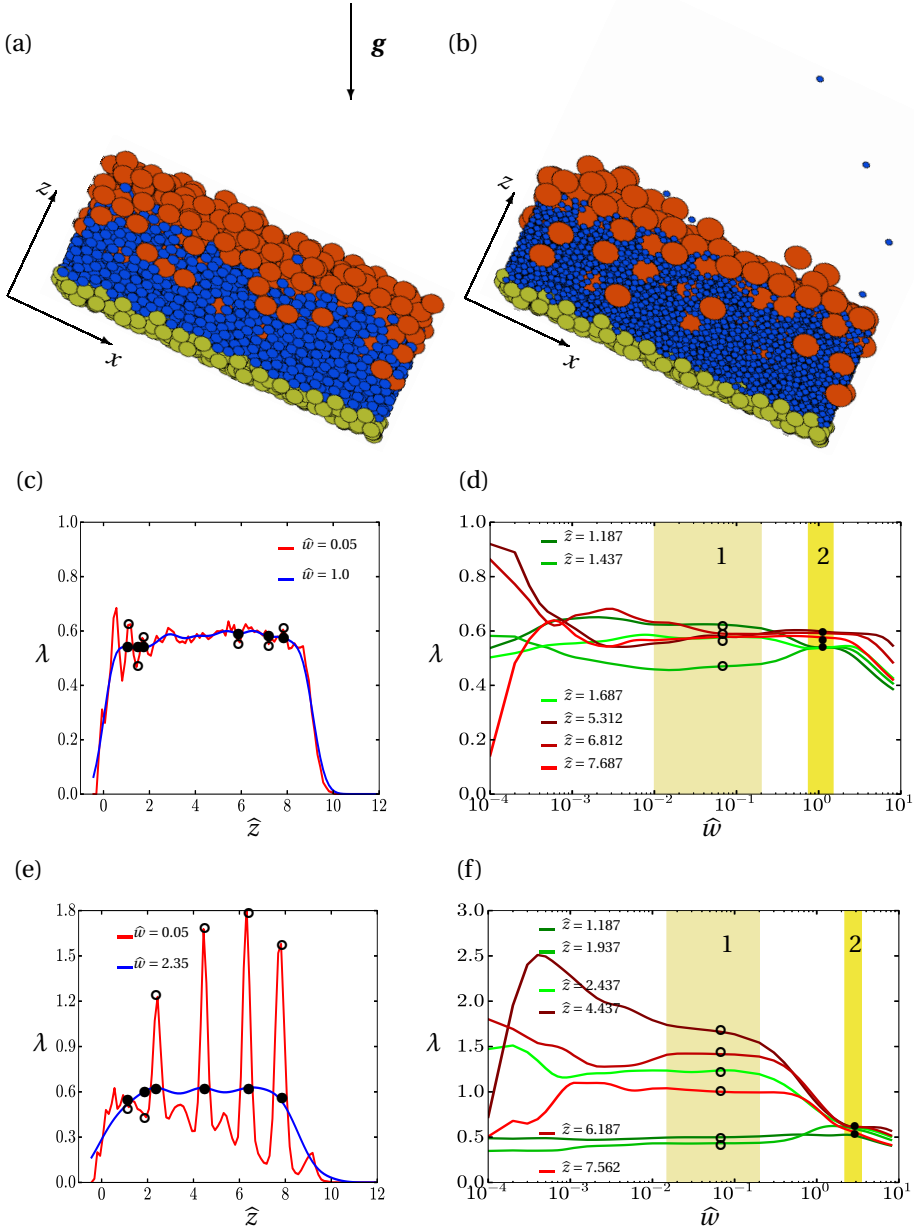 (a)
g
(b)
z
x
z
x
(c)
1.0
0.8
0.6
0.4
0.2
0.0
λ
ŵ = 0.05
ŵ = 1.0
0 2 4 6 8 10 12
ẑ
(d)
1.0
0.8
0.6
0.4
0.2
0.0
λ
ẑ = 1.187
ẑ = 1.437
1
2
ẑ = 1.687
ẑ = 5.312
ẑ = 6.812
ẑ = 7.687
10⁻⁴ 10⁻³ 10⁻² 10⁻¹ 10⁰ 10¹
ŵ
(e)
1.8
1.5
1.2
0.9
0.6
0.3
0.0
λ
ŵ = 0.05
ŵ = 2.35
0 2 4 6 8 10 12
ẑ
(f)
3.0
2.5
2.0
1.5
1.0
0.5
0.0
λ
ẑ = 1.187
ẑ = 1.937
1
2
ẑ = 2.437
ẑ = 4.437
ẑ = 6.187
ẑ = 7.562
10⁻⁴ 10⁻³ 10⁻² 10⁻¹ 10⁰ 10¹
ŵ